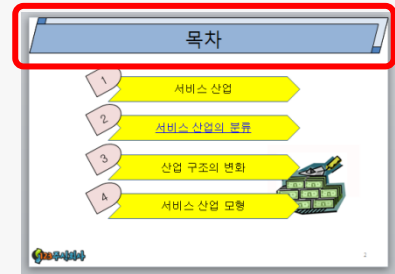 목차
1
서비스 산업
2
서비스 산업의 분류
3
산업 구조의 변화
4
서비스 산업 모형
2